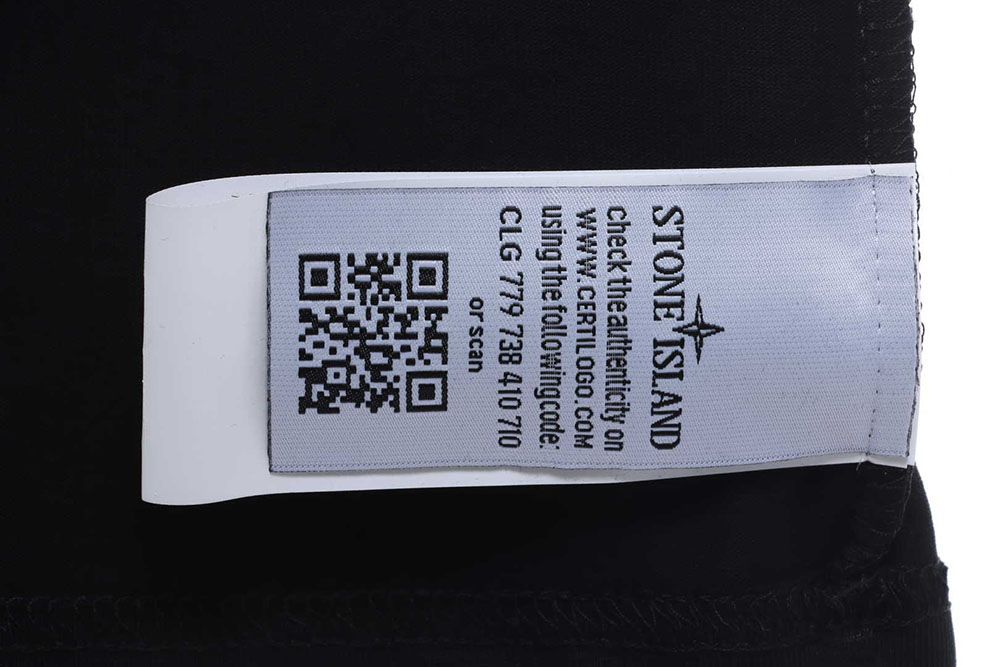 STONE ISLAND
check the authenticity on
WWW.CERTILOGO.COM
using the following code:
CLG 779 738 410 710
or scan